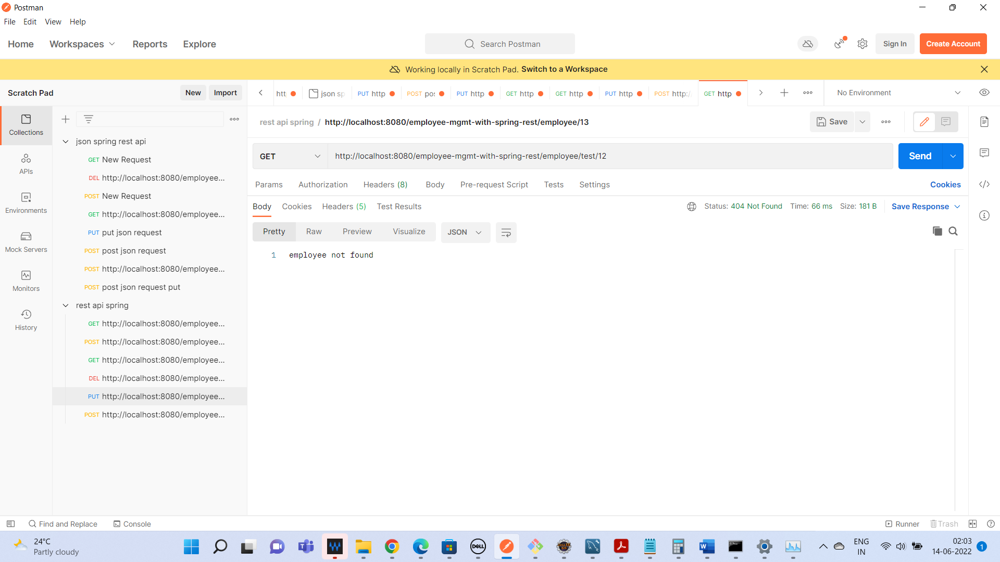 Postman
File Edit View Help
Home Workspaces Reports Explore
Search Postman
Sign In Create Account
Working locally in Scratch Pad. Switch to a Workspace
Scratch Pad New Import
htt json sp PUT http POST pos PUT http GET http GET http PUT http POST http:/ GET http
No Environment
Collections
APIs
Environments
Mock Servers
Monitors
History
json spring rest api
GET New Request
DEL http://localhost:8080/employee...
POST New Request
GET http://localhost:8080/employee...
PUT put json request
POST post json request
POST http://localhost:8080/employee...
POST post json request put
rest api spring
GET http://localhost:8080/employee...
POST http://localhost:8080/employee...
GET http://localhost:8080/employee...
DEL http://localhost:8080/employee...
PUT http://localhost:8080/employee...
POST http://localhost:8080/employee...
rest api spring / http://localhost:8080/employee-mgmt-with-spring-rest/employee/13
Save
GET http://localhost:8080/employee-mgmt-with-spring-rest/employee/test/12 Send
Params Authorization Headers (8) Body Pre-request Script Tests Settings Cookies
Body Cookies Headers (5) Test Results Status: 404 Not Found Time: 66 ms Size: 181 B Save Response
Pretty Raw Preview Visualize JSON
1 employee not found
Find and Replace Console Runner Trash
24°C
Partly cloudy
DELL
ENG
IN
02:03
14-06-2022
1